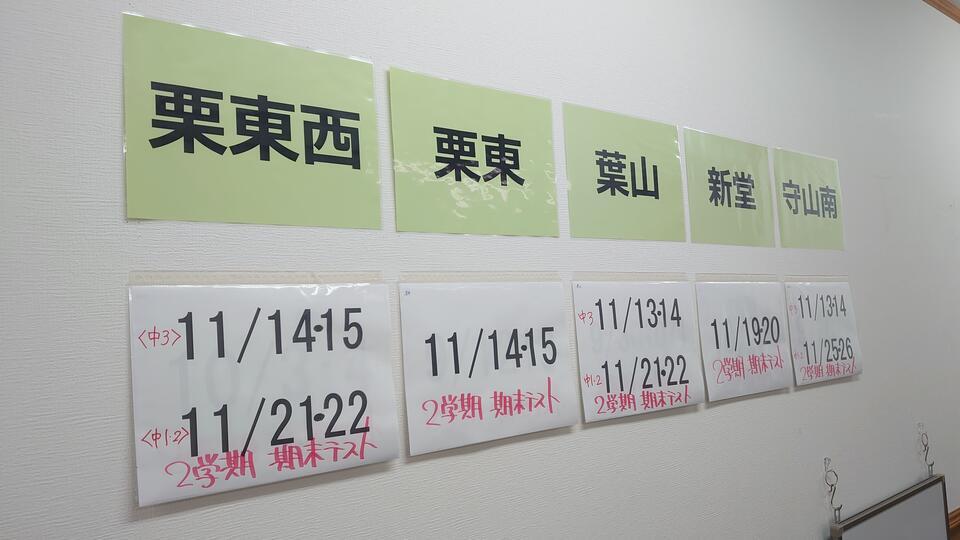 栗東西
栗東
葉山
新堂
守山南
<中3> 11/14・15
<中1・2> 11/21・22
2学期 期末テスト
11/14・15
2学期 期末テスト
中3 11/13・14
中1・2 11/21・22
2学期 期末テスト
11/19・20
2学期 期末テスト
中3 11/13・14
11/25・26
2学期 期末テスト